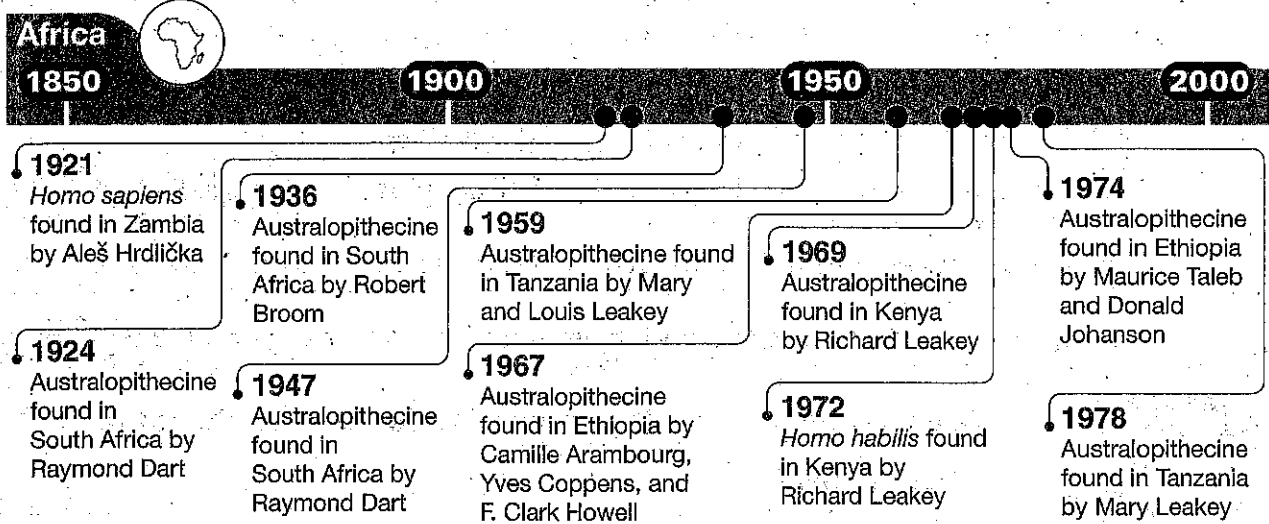 Africa
1850
1900
1950
2000
1921
Homo sapiens
found in Zambia
by Aleš Hrdlička
1924
Australopithecine
found in
South Africa by
Raymond Dart
1936
Australopithecine
found in South
Africa by Robert
Broom
1947
Australopithecine
found in
South Africa by
Raymond Dart
1959
Australopithecine found
in Tanzania by Mary
and Louis Leakey
1967
Australopithecine
found in Ethiopia by
Camille Arambourg,
Yves Coppens, and
F. Clark Howell
1969
Australopithecine
found in Kenya
by Richard Leakey
1972
Homo habilis found
in Kenya by
Richard Leakey
1974
Australopithecine
found in Ethiopia
by Maurice Taleb
and Donald
Johanson
1978
Australopithecine
found in Tanzania
by Mary Leakey